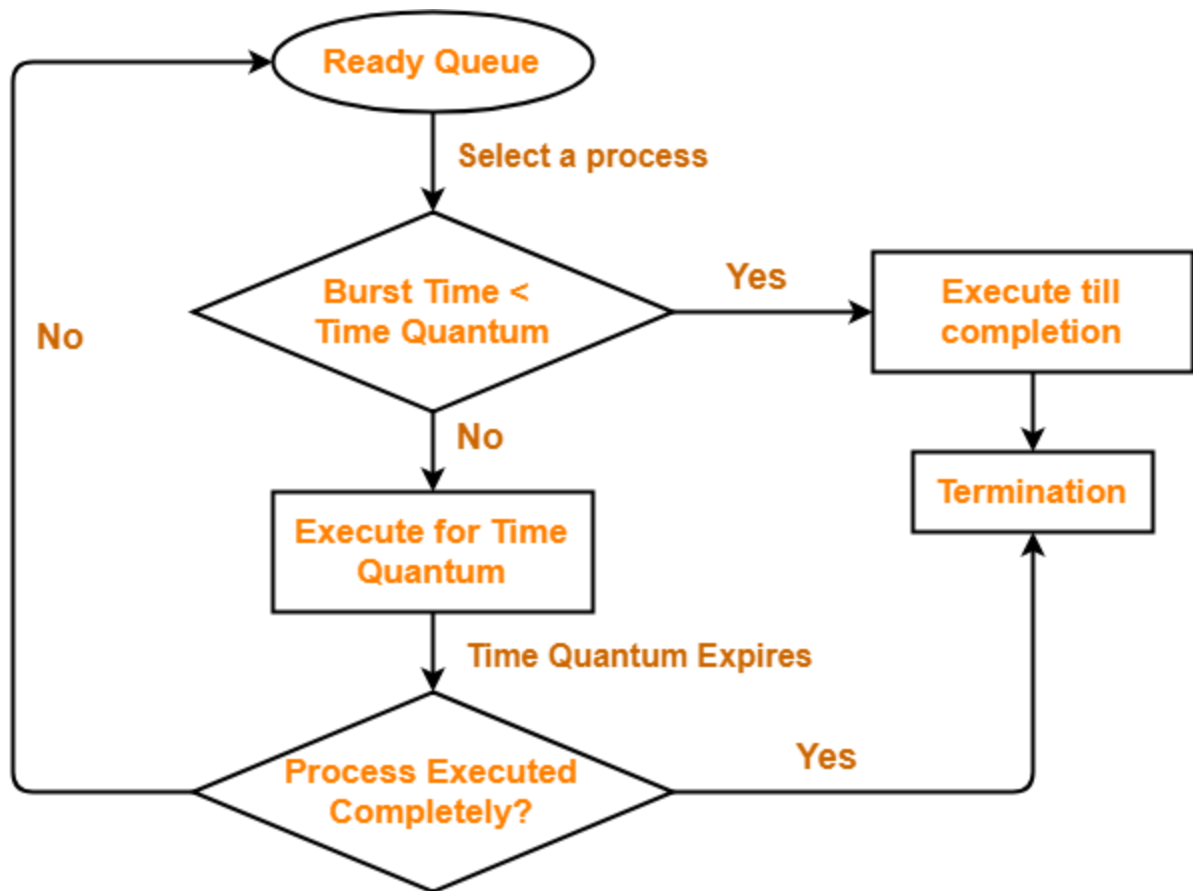 Ready Queue
Select a process
Burst Time <
Time Quantum
Yes
Execute till
completion
No
No
Termination
Execute for Time
Quantum
Time Quantum Expires
Process Executed
Completely?
Yes